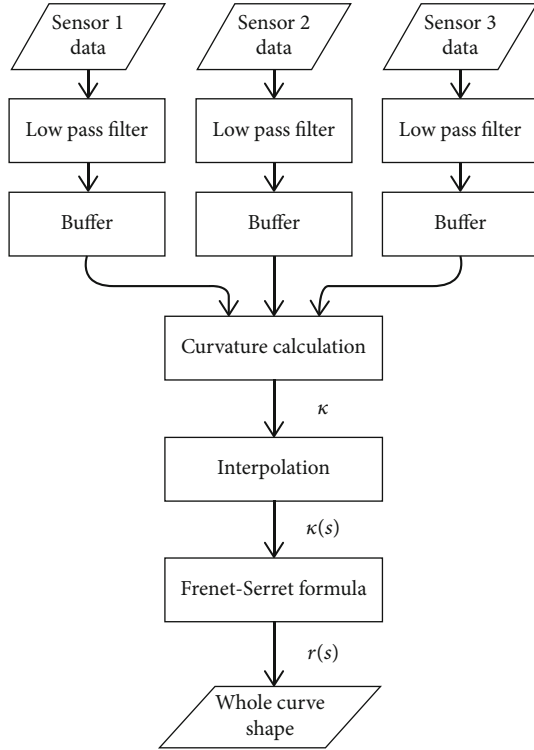 Sensor 1
data
Sensor 2
data
Sensor 3
data
Low pass filter
Low pass filter
Low pass filter
Buffer
Buffer
Buffer
Curvature calculation
κ
Interpolation
κ(s)
Frenet-Serret formula
r(s)
Whole curve
shape